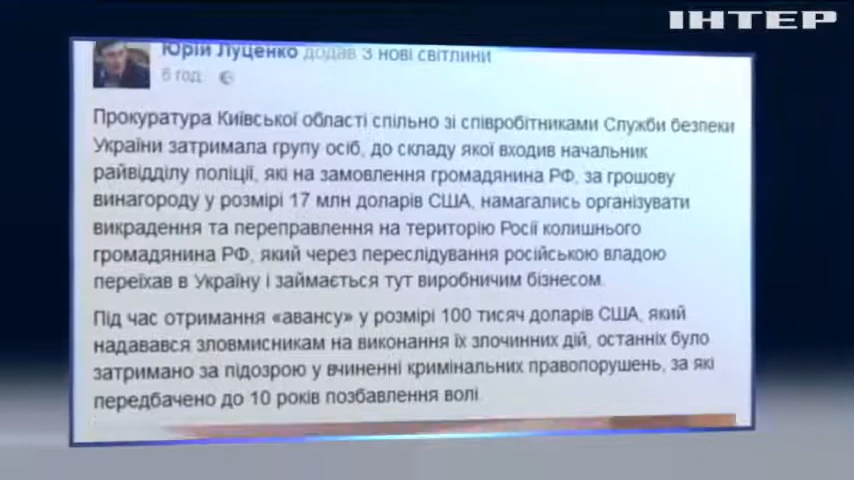 ІНТЕР
Юрій Луценко додав 3 нові світлини
6 год.
Прокуратура Київської області спільно зі співробітниками Служби безпеки
України затримала групу осіб, до складу якої входив начальник
райвідділу поліції, які на замовлення громадянина РФ, за грошову
винагороду у розмірі 17 млн доларів США, намагались організувати
викрадення та переправлення на територію Росії колишнього
громадянина РФ, який через переслідування російською владою
переїхав в Україну і займається тут виробничим бізнесом.
Під час отримання «авансу» у розмірі 100 тисяч доларів США, який
надавався зловмисникам на виконання їх злочинних дій, останніх було
затримано за підозрою у вчиненні кримінальних правопорушень, за які
передбачено до 10 років позбавлення волі.